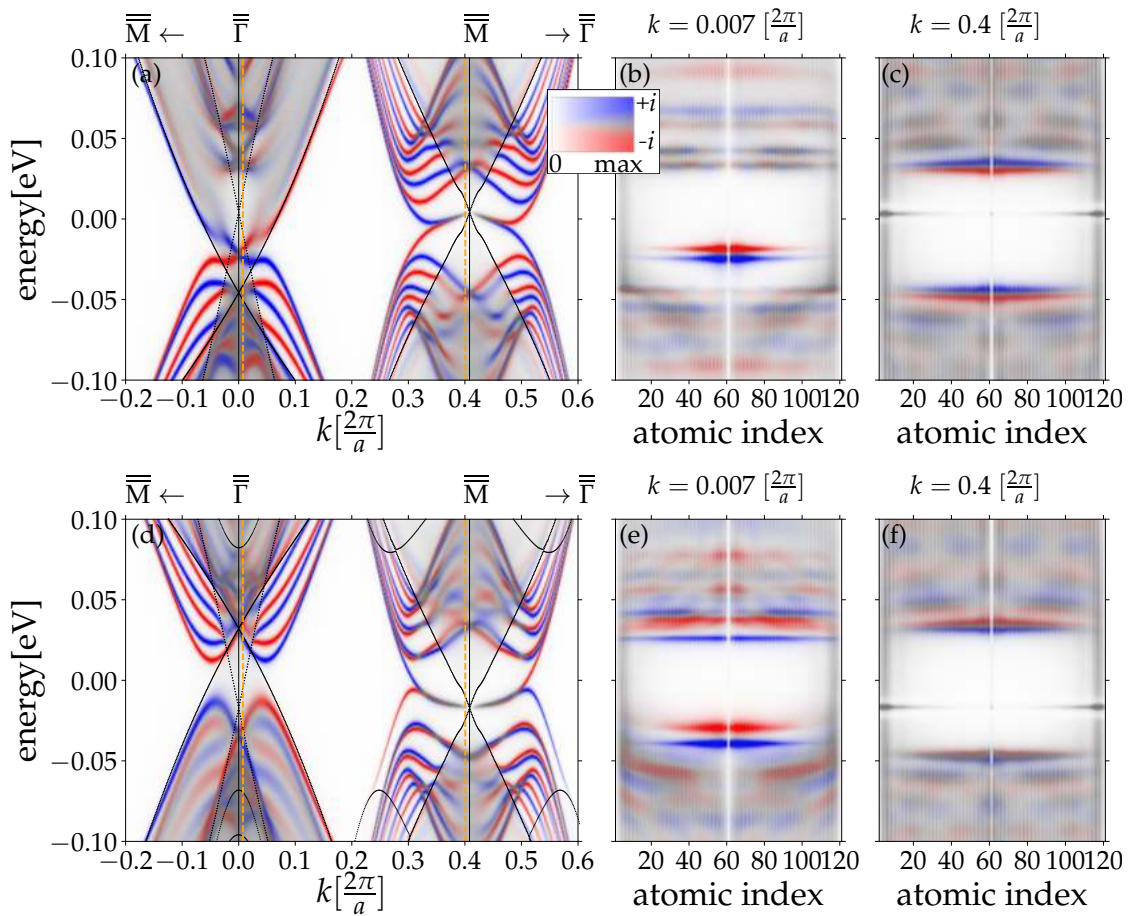 M̿ ← Γ̿ M̿ → Γ̿ k = 0.007 [2π/a] k = 0.4 [2π/a]
(a) (b) (c)
+i
-i
0 max
energy[eV]
0.10
0.05
0.00
−0.05
−0.10
−0.2 −0.1 0.0 0.1 0.2 0.3 0.4 0.5 0.6
20 40 60 80 100 120
20 40 60 80 100 120
k[2π/a] atomic index atomic index
M̿ ← Γ̿ M̿ → Γ̿ k = 0.007 [2π/a] k = 0.4 [2π/a]
(d) (e) (f)
energy[eV]
0.10
0.05
0.00
−0.05
−0.10
−0.2 −0.1 0.0 0.1 0.2 0.3 0.4 0.5 0.6
20 40 60 80 100 120
20 40 60 80 100 120
k[2π/a] atomic index atomic index